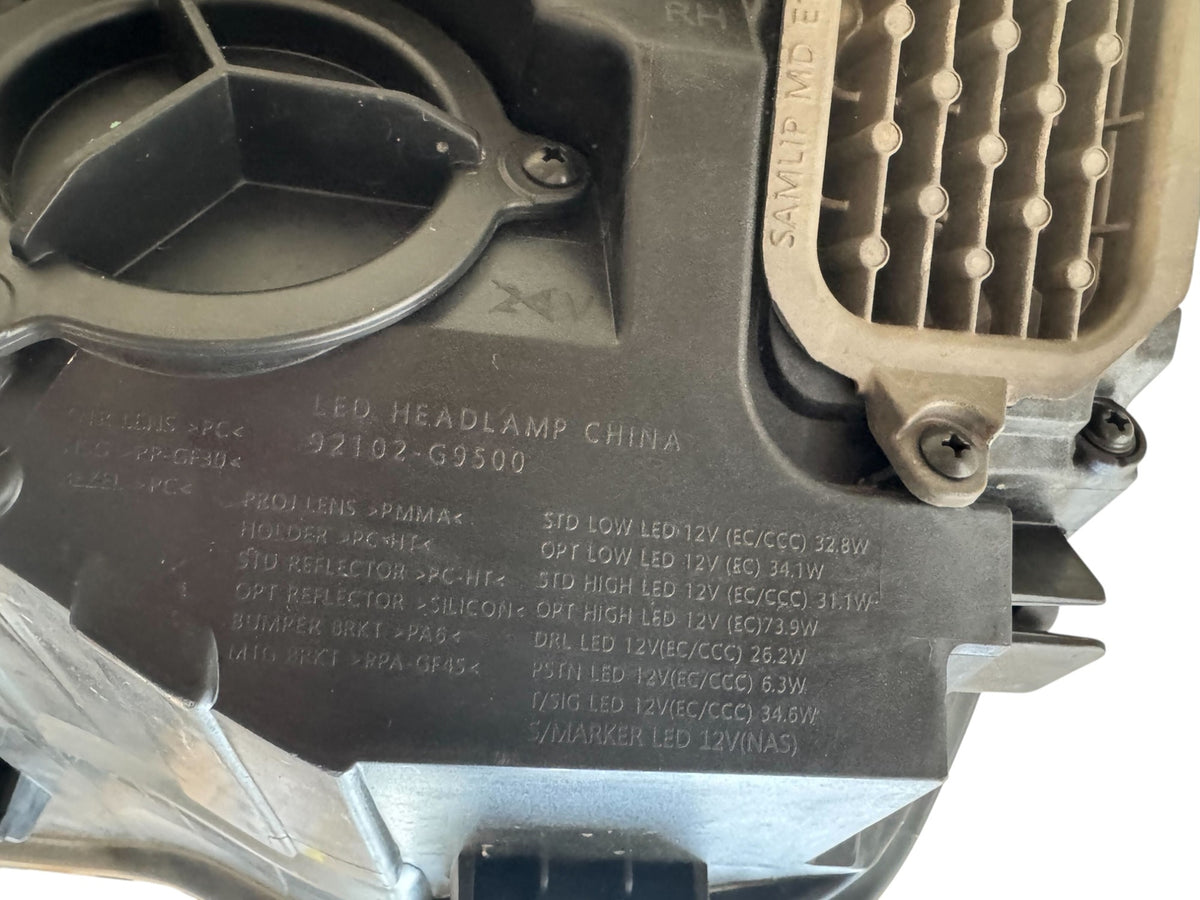 RH
SAMLIP MD E
LED HEADLAMP CHINA
92102-G9500
LENS >PC<
>PP-GF30<
>PC<
PROJ LENS >PMMA<
HOLDER >PC-HT<
STD REFLECTOR >PC-HT<
OPT REFLECTOR >SILICON<
BUMPER BRKT >PA6<
MTG BRKT >PPA-GF45<
STD LOW LED 12V (EC/CCC) 32.8W
OPT LOW LED 12V (EC) 34.1W
STD HIGH LED 12V (EC/CCC) 31.1W
OPT HIGH LED 12V (EC)73.9W
DRL LED 12V(EC/CCC) 26.2W
PSTN LED 12V(EC/CCC) 6.3W
T/SIG LED 12V(EC/CCC) 34.6W
S/MARKER LED 12V(NAS)